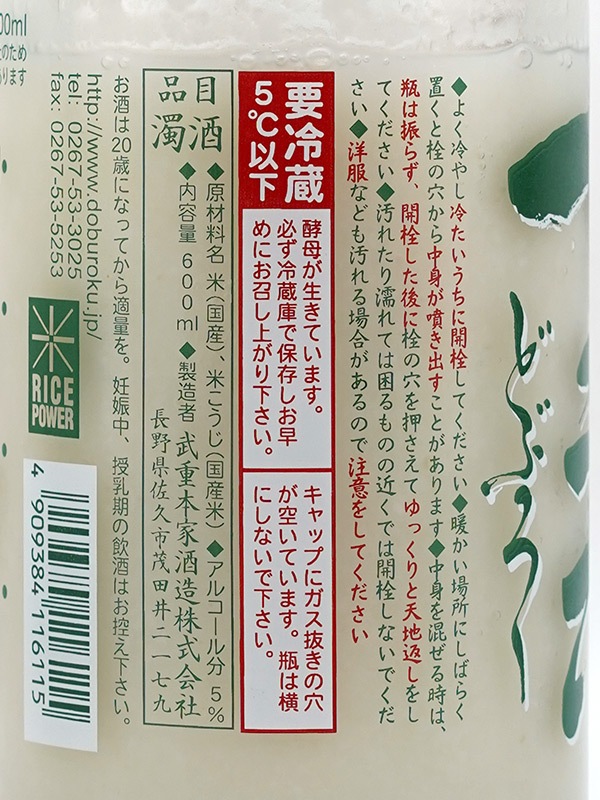 ◆よく冷やし冷たいうちに開栓してください◆暖かい場所にしばらく
置くと栓の穴から中身が噴き出すことがあります◆中身を混ぜる時は、
瓶は振らず、開栓した後に栓の穴を押さえてゆっくりと天地返しをし
てください◆汚れたり濡れては困るものの近くでは開栓しないでくだ
さい◆洋服なども汚れる場合があるので注意をしてください
どぶろく
要冷蔵
5℃以下
酵母が生きています。
必ず冷蔵庫で保存しお早
めにお召し上がり下さい。
キャップにガス抜きの穴
が空いています。瓶は横
にしないで下さい。
品目
濁酒
◆原材料名 米(国産)、米こうじ(国産米)◆アルコール分 5%
◆内容量 600ml ◆製造者 武重本家酒造株式会社
長野県佐久市茂田井二一七九
お酒は20歳になってから適量を。妊娠中、授乳期の飲酒はお控え下さい。
http://www.doburoku.jp/
tel: 0267-53-3025
fax: 0267-53-5253
RICE
POWER
4 909384 116115
00ml
のため
ります